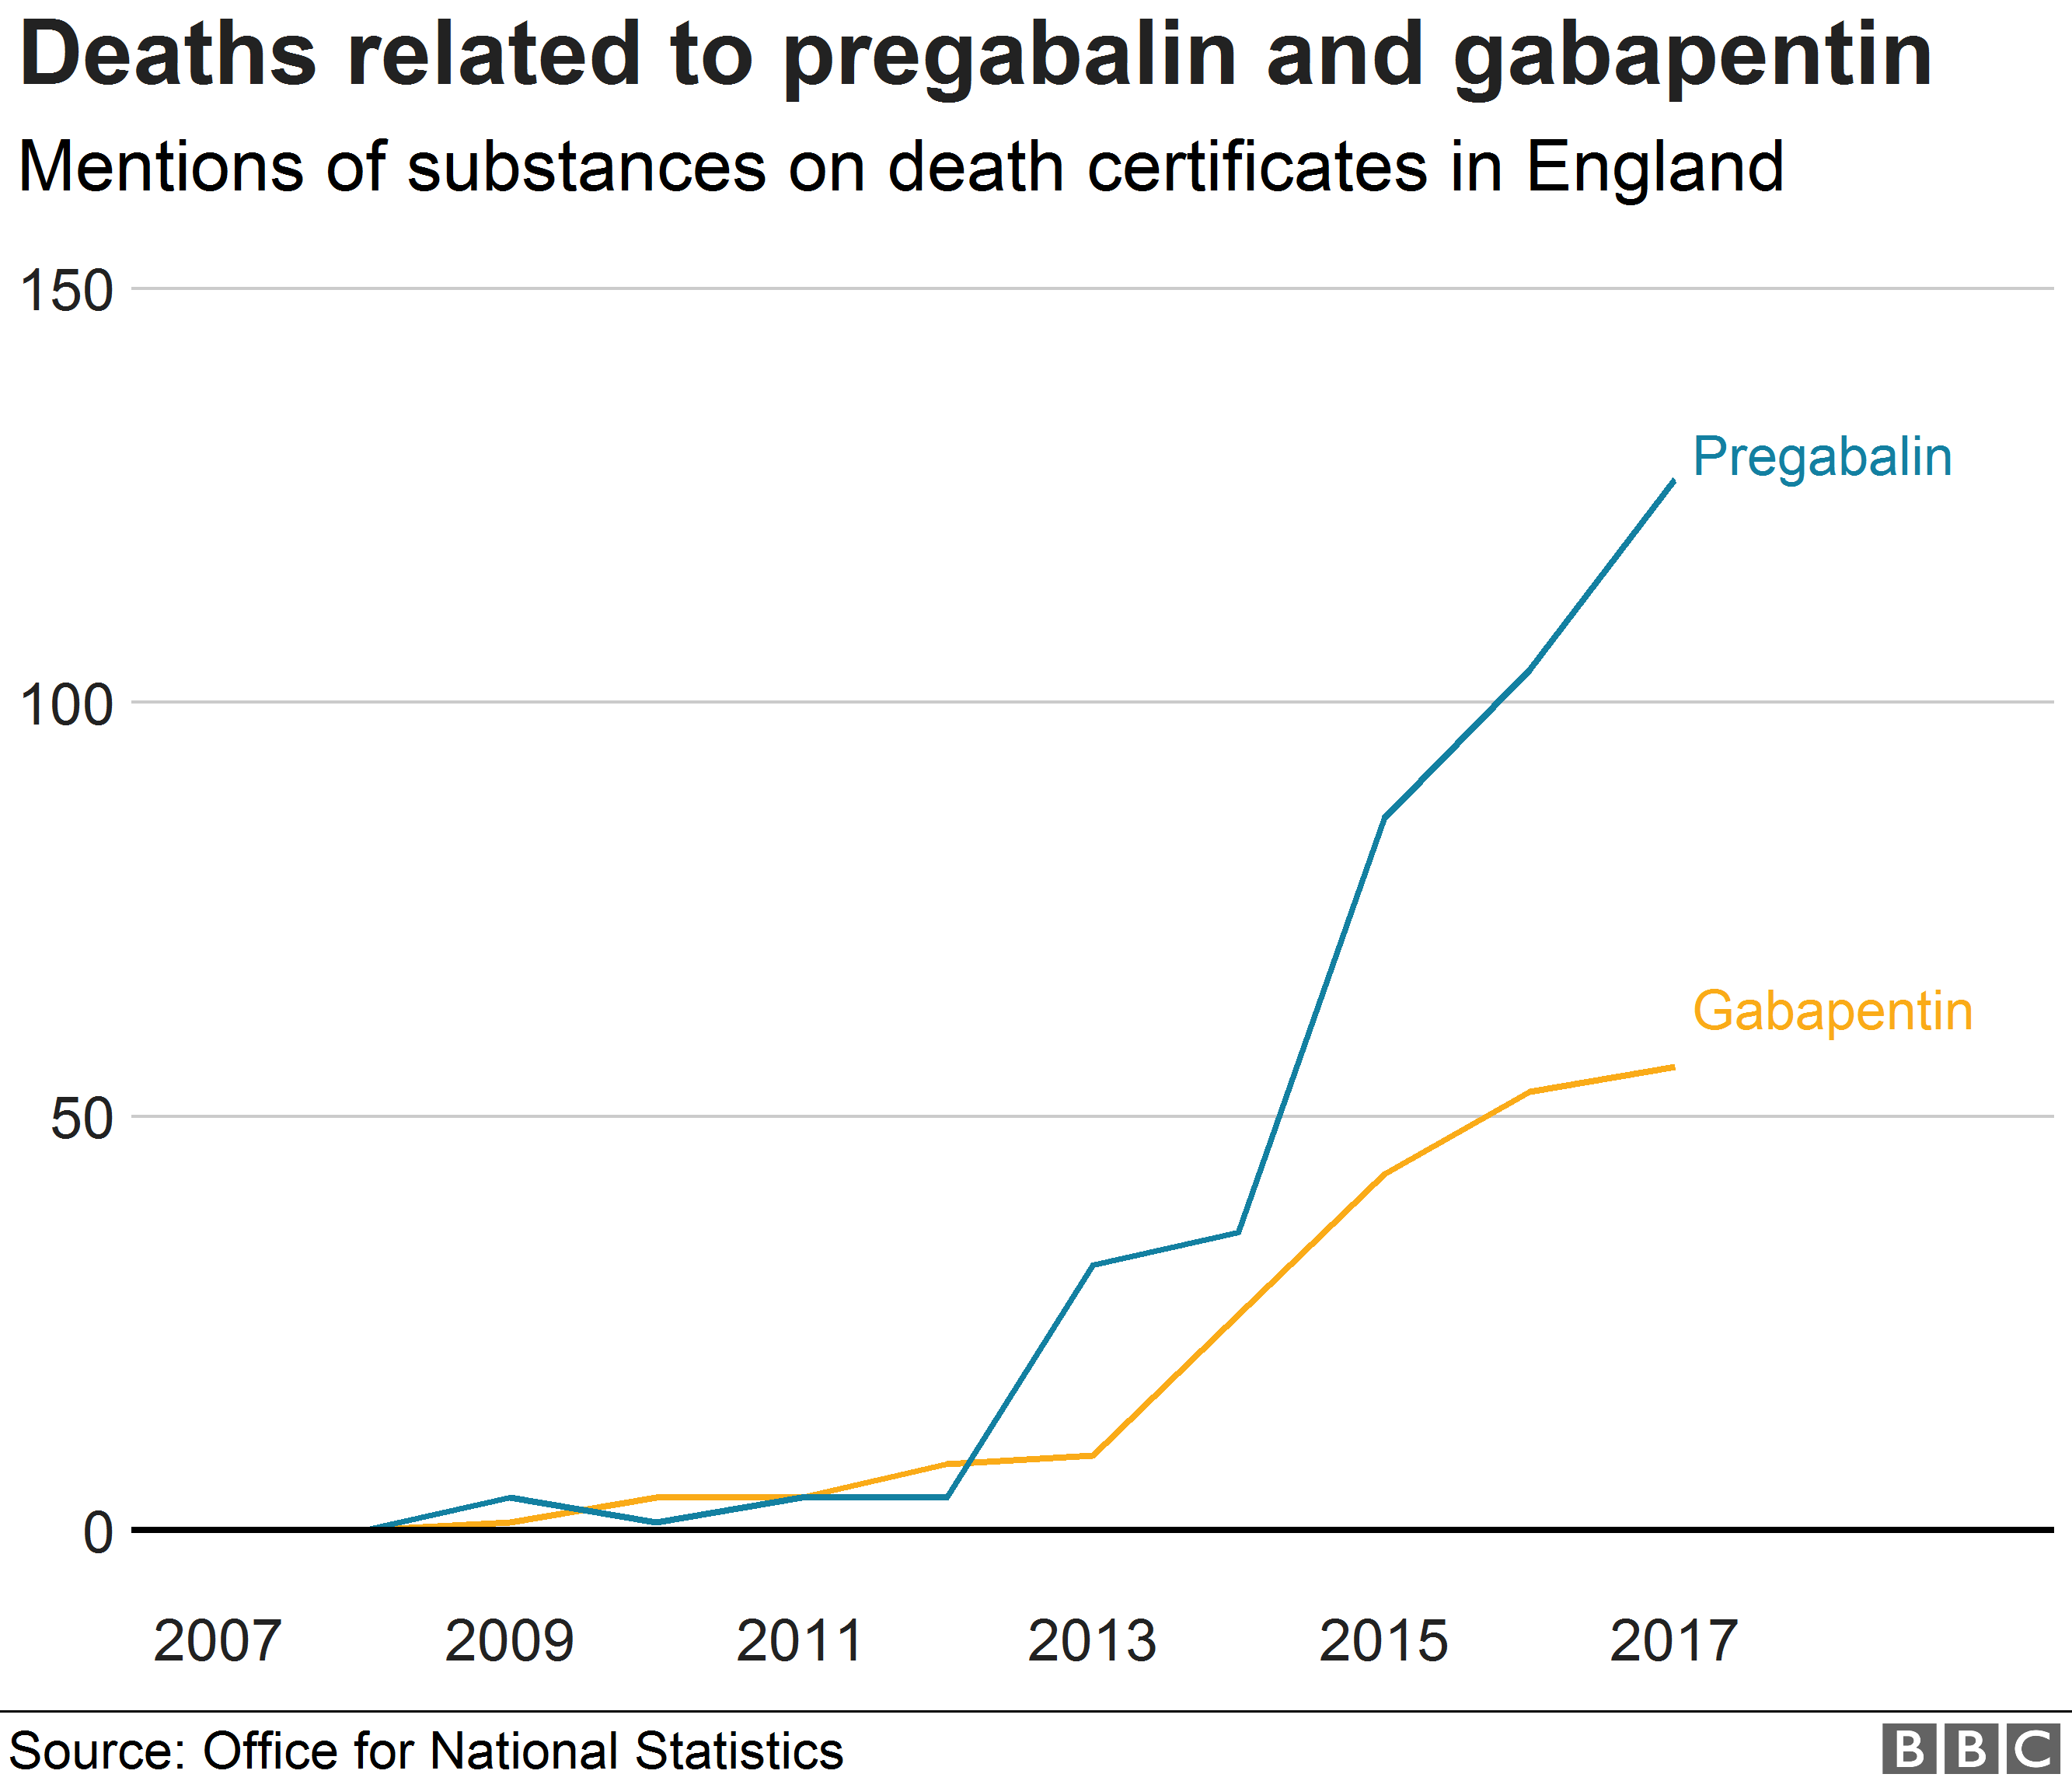 Deaths related to pregabalin and gabapentin
Mentions of substances on death certificates in England
150
Pregabalin
100
Gabapentin
50
0
2007 2009 2011 2013 2015 2017
Source: Office for National Statistics
BBC